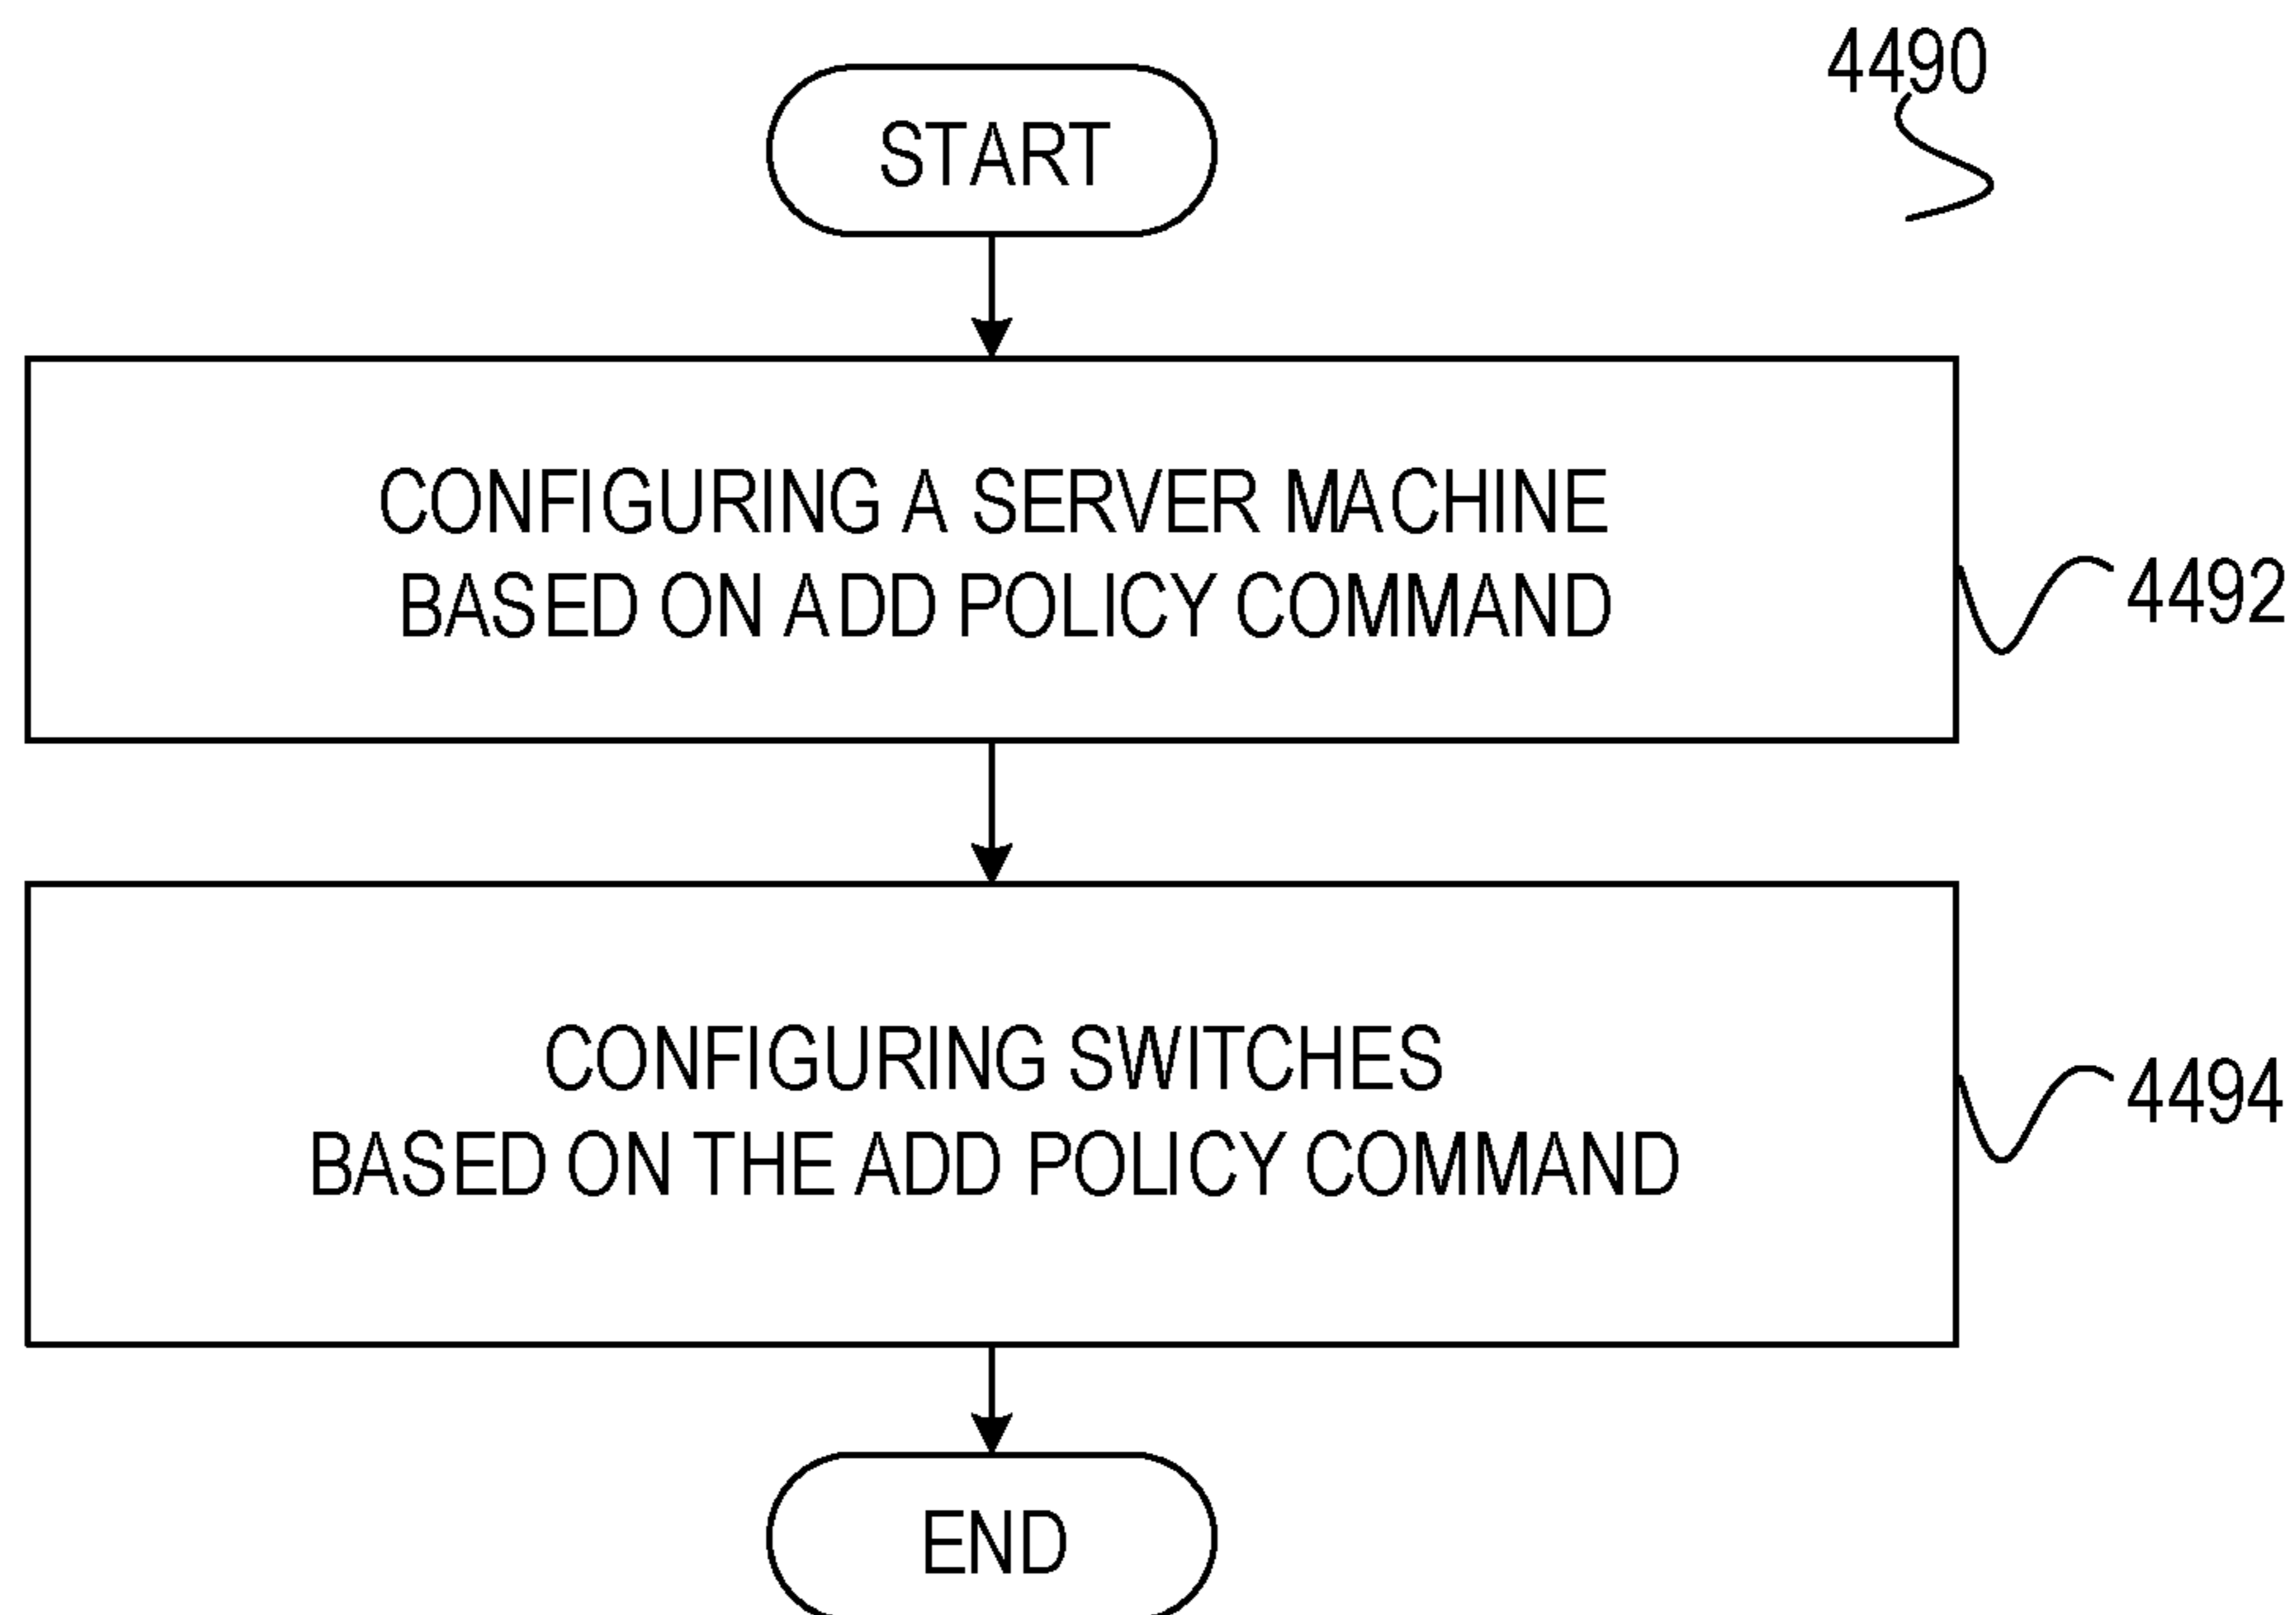 4490
START
CONFIGURING A SERVER MACHINE
BASED ON ADD POLICY COMMAND
4492
CONFIGURING SWITCHES
BASED ON THE ADD POLICY COMMAND
4494
END